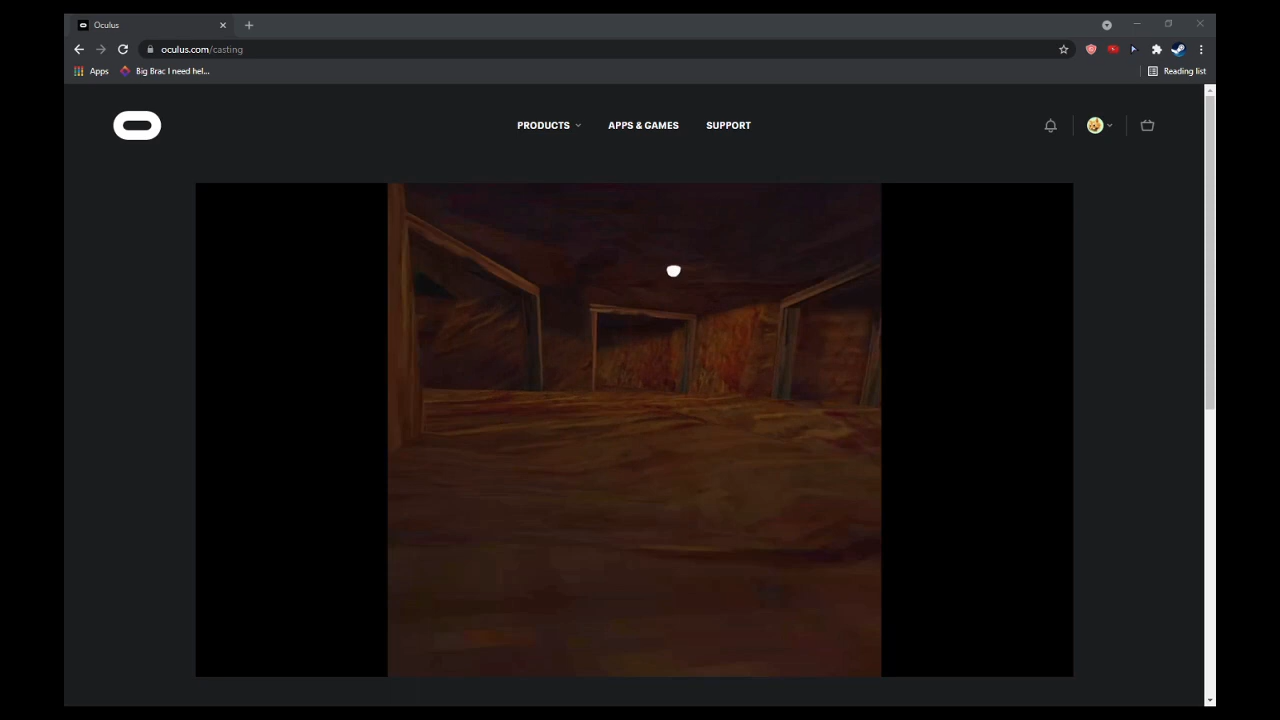 Oculus
oculus.com/casting
Apps
Big Brac I need hel...
Reading list
PRODUCTS
APPS & GAMES
SUPPORT